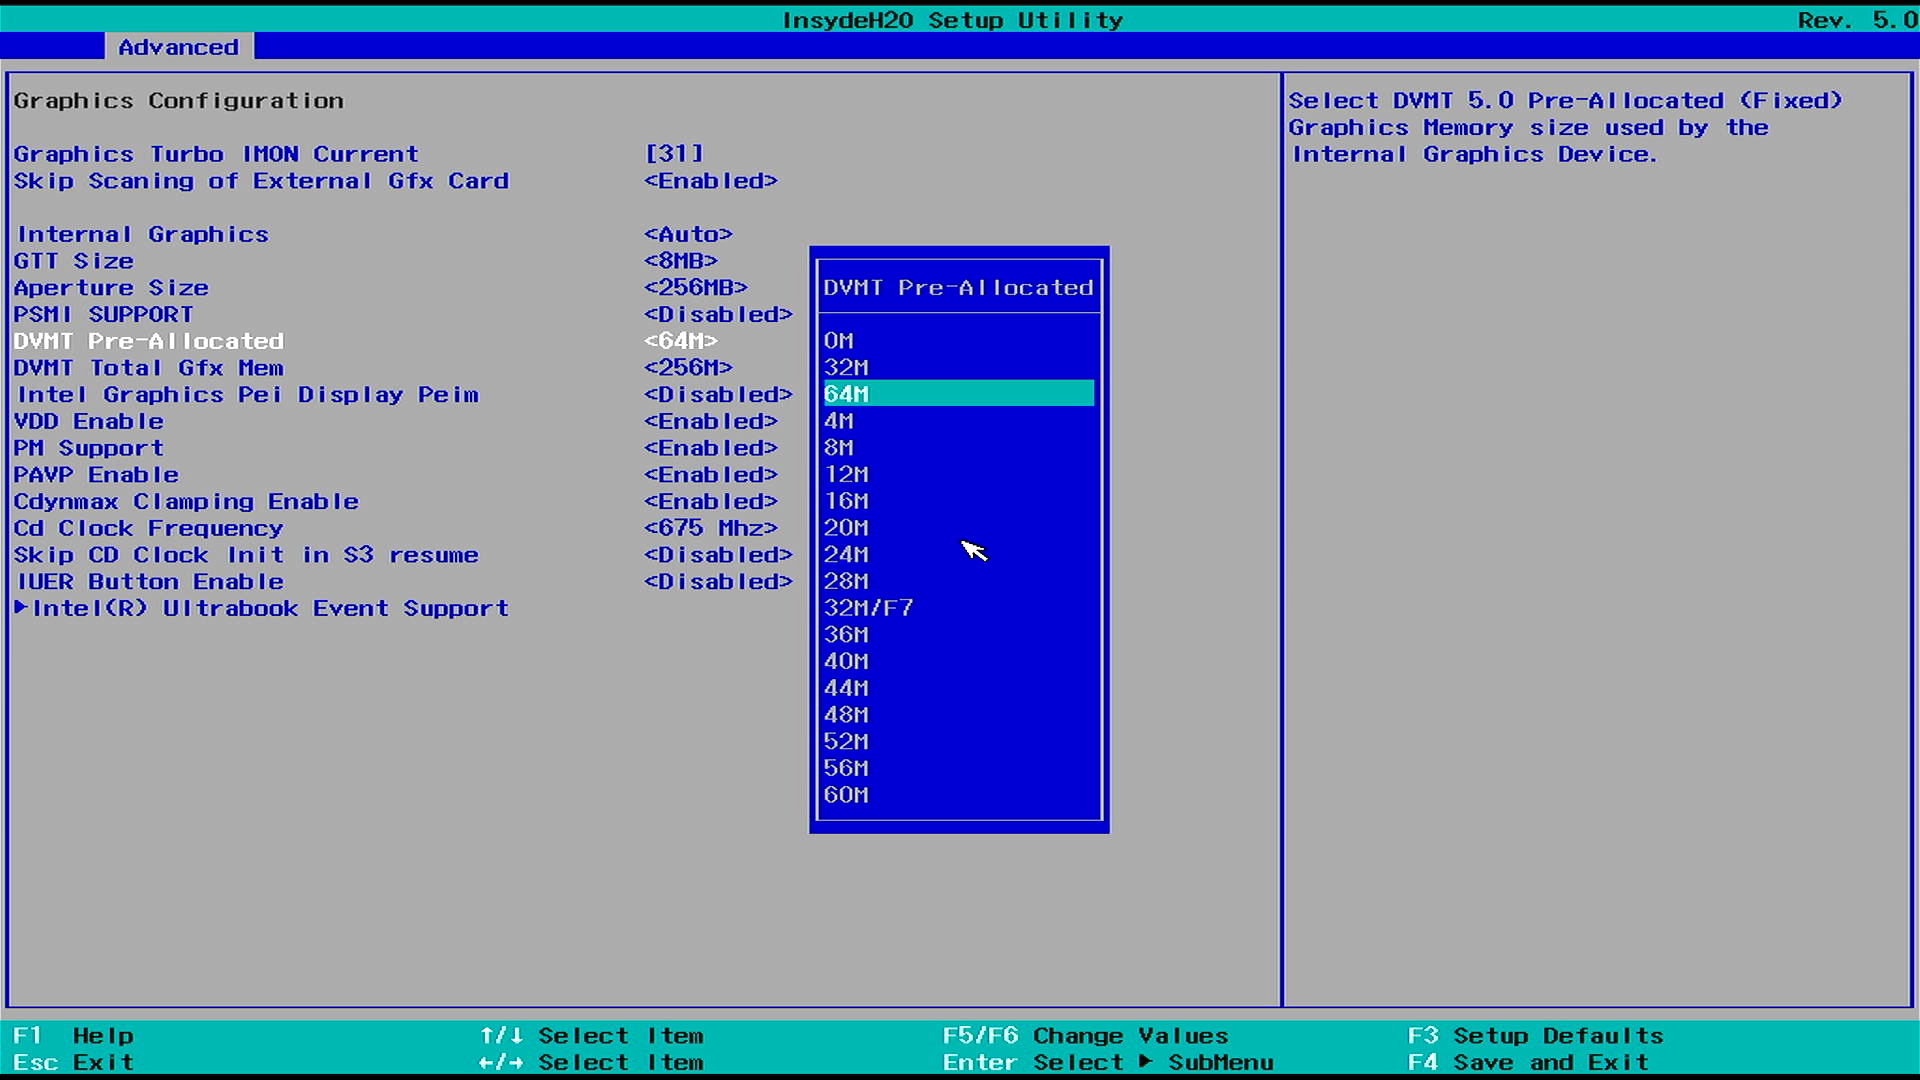 InsydeH20 Setup Utility Rev. 5.0
Advanced
Graphics Configuration
Graphics Turbo IMON Current [31]
Skip Scaning of External Gfx Card <Enabled>
Internal Graphics <Auto>
GTT Size <8MB>
Aperture Size <256MB>
PSMI SUPPORT <Disabled>
DVMT Pre-Allocated <64M>
DVMT Total Gfx Mem <256M>
Intel Graphics Pei Display Peim <Disabled>
VDD Enable <Enabled>
PM Support <Enabled>
PAVP Enable <Enabled>
Cdynmax Clamping Enable <Enabled>
Cd Clock Frequency <675 Mhz>
Skip CD Clock Init in S3 resume <Disabled>
IUER Button Enable <Disabled>
►Intel(R) Ultrabook Event Support
DVMT Pre-Allocated
0M
32M
64M
4M
8M
12M
16M
20M
24M
28M
32M/F7
36M
40M
44M
48M
52M
56M
60M
Select DVMT 5.0 Pre-Allocated (Fixed)
Graphics Memory size used by the
Internal Graphics Device.
F1 Help ↑/↓ Select Item F5/F6 Change Values F3 Setup Defaults
Esc Exit ←/→ Select Item Enter Select ► SubMenu F4 Save and Exit